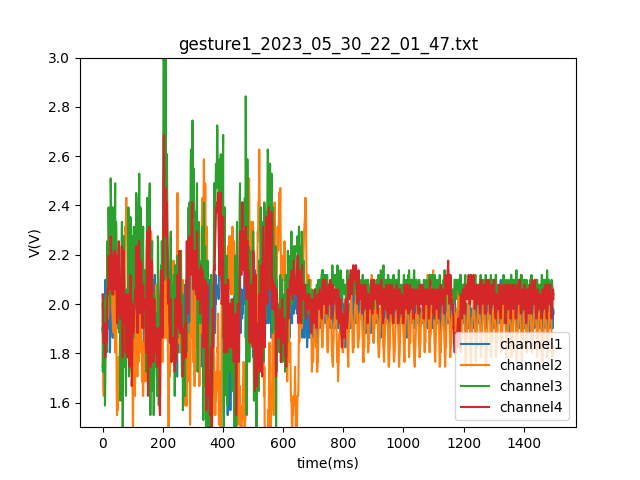 gesture1_2023_05_30_22_01_47.txt
V(V)
3.0
2.8
2.6
2.4
2.2
2.0
1.8
1.6
0 200 400 600 800 1000 1200 1400
time(ms)
channel1
channel2
channel3
channel4